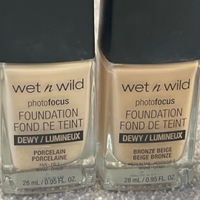 wet n wild
photofocus
FOUNDATION
FOND DE TEINT
DEWY / LUMINEUX
PORCELAIN
PORCELAINE
28 mL / 0.95 FL OZ
wet n wild
photofocus
FOUNDATION
FOND DE TEINT
DEWY / LUMINEUX
BRONZE BEIGE
BEIGE BRONZE
28 mL / 0.95 FL OZ